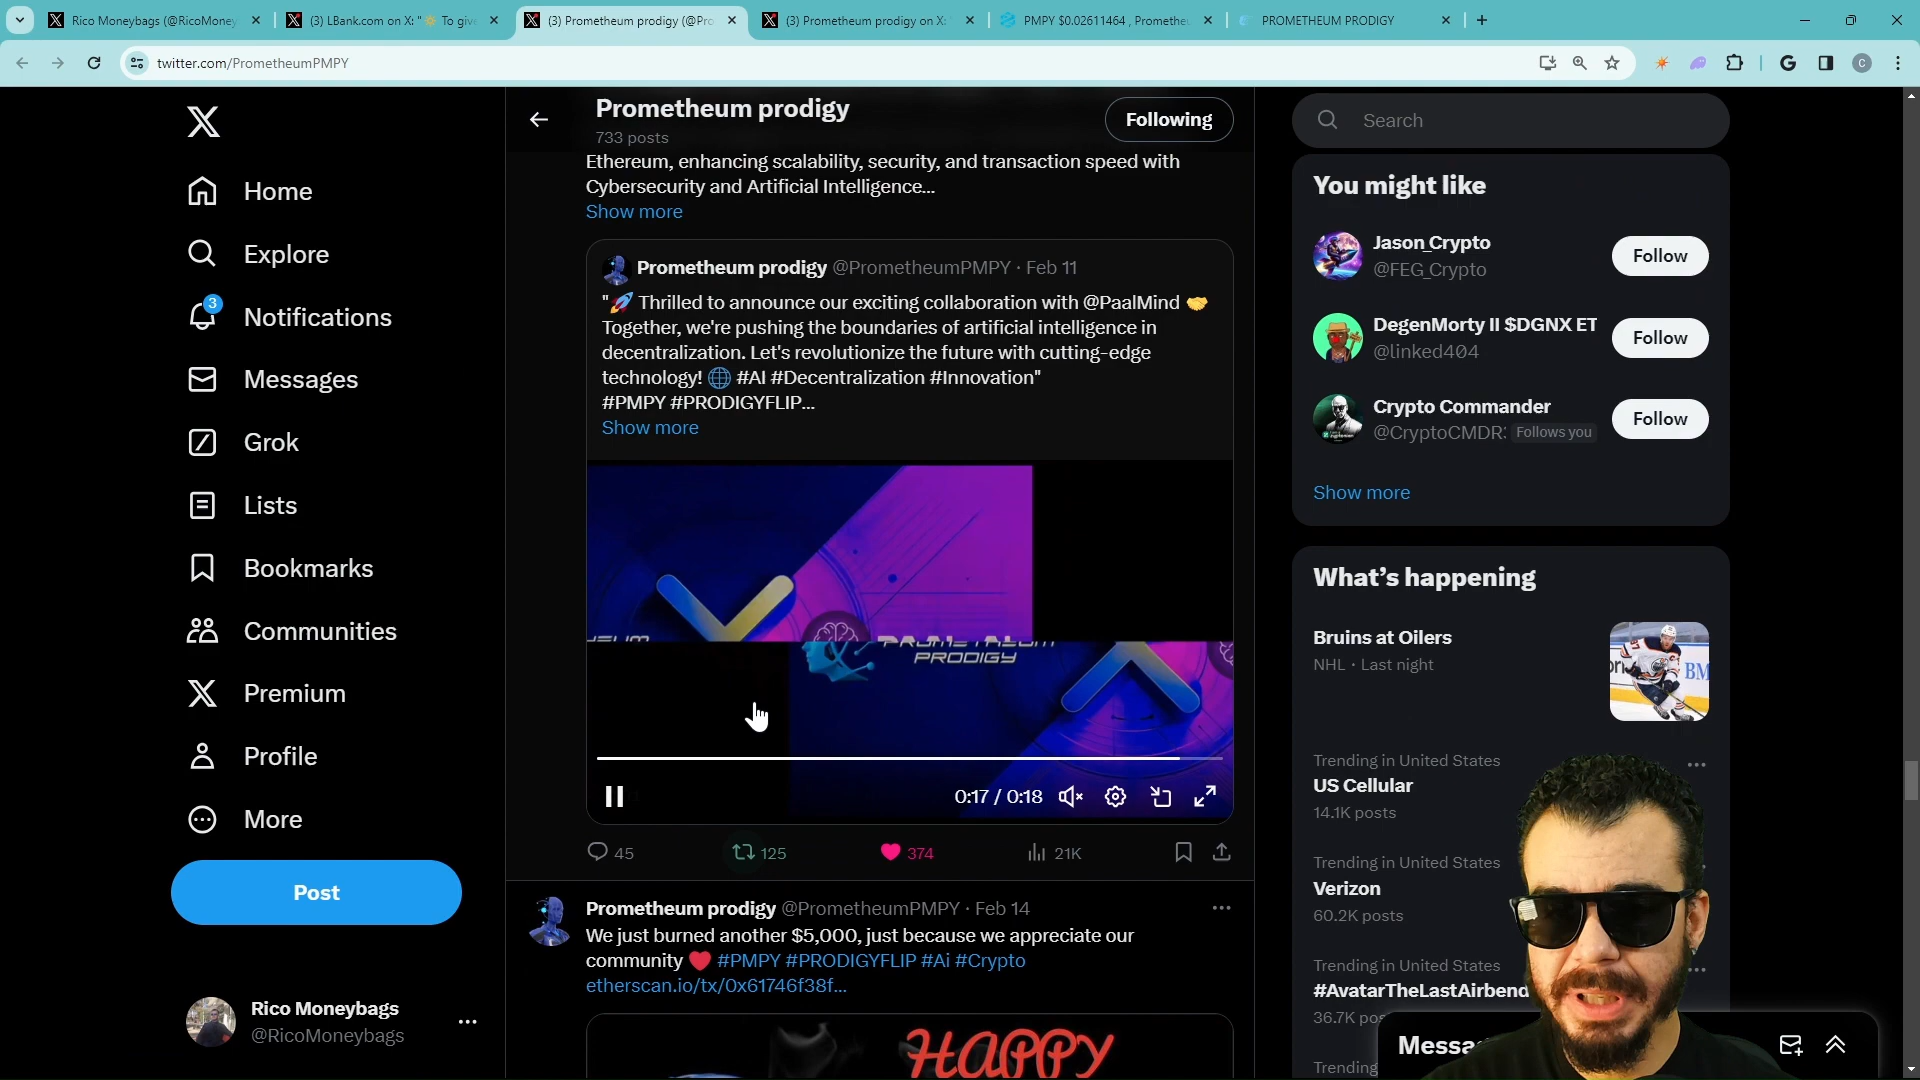 Rico Moneybags (@RicoMoney
(3) LBank.com on X: "☀️ To give
(3) Prometheum prodigy (@Pro
(3) Prometheum prodigy on X: "
PMPY $0.02611464 , Promethe
PROMETHEUM PRODIGY
twitter.com/PrometheumPMPY
C
Home
Explore
3
Notifications
Messages
Grok
Lists
Bookmarks
Communities
Premium
Profile
More
Post
Rico Moneybags
@RicoMoneybags
Prometheum prodigy
733 posts
Following
Ethereum, enhancing scalability, security, and transaction speed with
Cybersecurity and Artificial Intelligence...
Show more
Prometheum prodigy @PrometheumPMPY · Feb 11
"🚀 Thrilled to announce our exciting collaboration with @PaalMind 🤝
Together, we're pushing the boundaries of artificial intelligence in
decentralization. Let's revolutionize the future with cutting-edge
technology! 🌐 #AI #Decentralization #Innovation"
#PMPY #PRODIGYFLIP...
Show more
PRODIGY
0:17 / 0:18
45
125
374
21K
Prometheum prodigy @PrometheumPMPY · Feb 14
We just burned another $5,000, just because we appreciate our
community ❤️ #PMPY #PRODIGYFLIP #Ai #Crypto
etherscan.io/tx/0x61746f38f...
HAPPY
Search
You might like
Jason_Crypto
@FEG_Crypto
Follow
DegenMorty II $DGNX ET
@linked404
Follow
Crypto Commander
@CryptoCMDR: Follows you
Follow
Show more
What's happening
Bruins at Oilers
NHL · Last night
Trending in United States
US Cellular
14.1K posts
Trending in United States
Verizon
60.2K posts
Trending in United States
#AvatarTheLastAirbend
36.7K pos
Trending
Messa